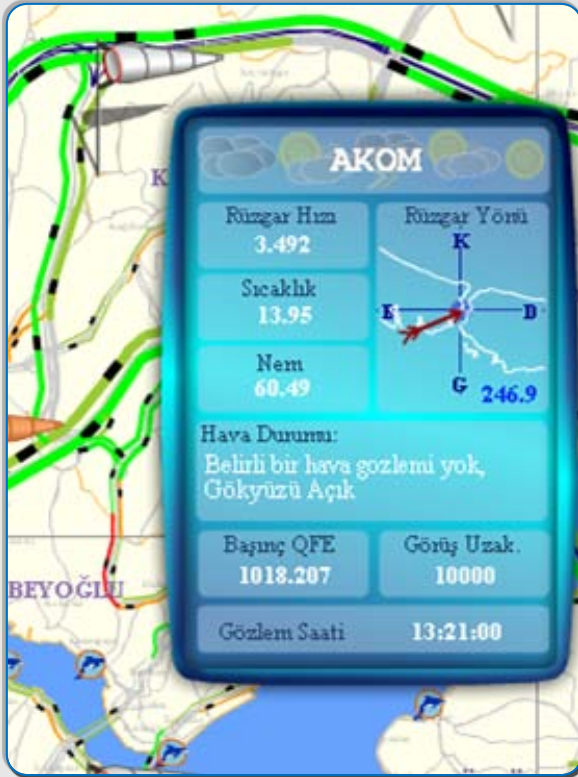 AKOM
Rüzgar Hızı
3.492
Rüzgar Yönü
K
D
G
246.9
Sıcaklık
13.95
Nem
60.49
Hava Durumu:
Belirli bir hava gozlemi yok,
Gökyüzü Açık
Başınç QFE
1018.207
Görüş Uzak.
10000
Gözlem Saati 13:21:00
K
BEYOĞLU